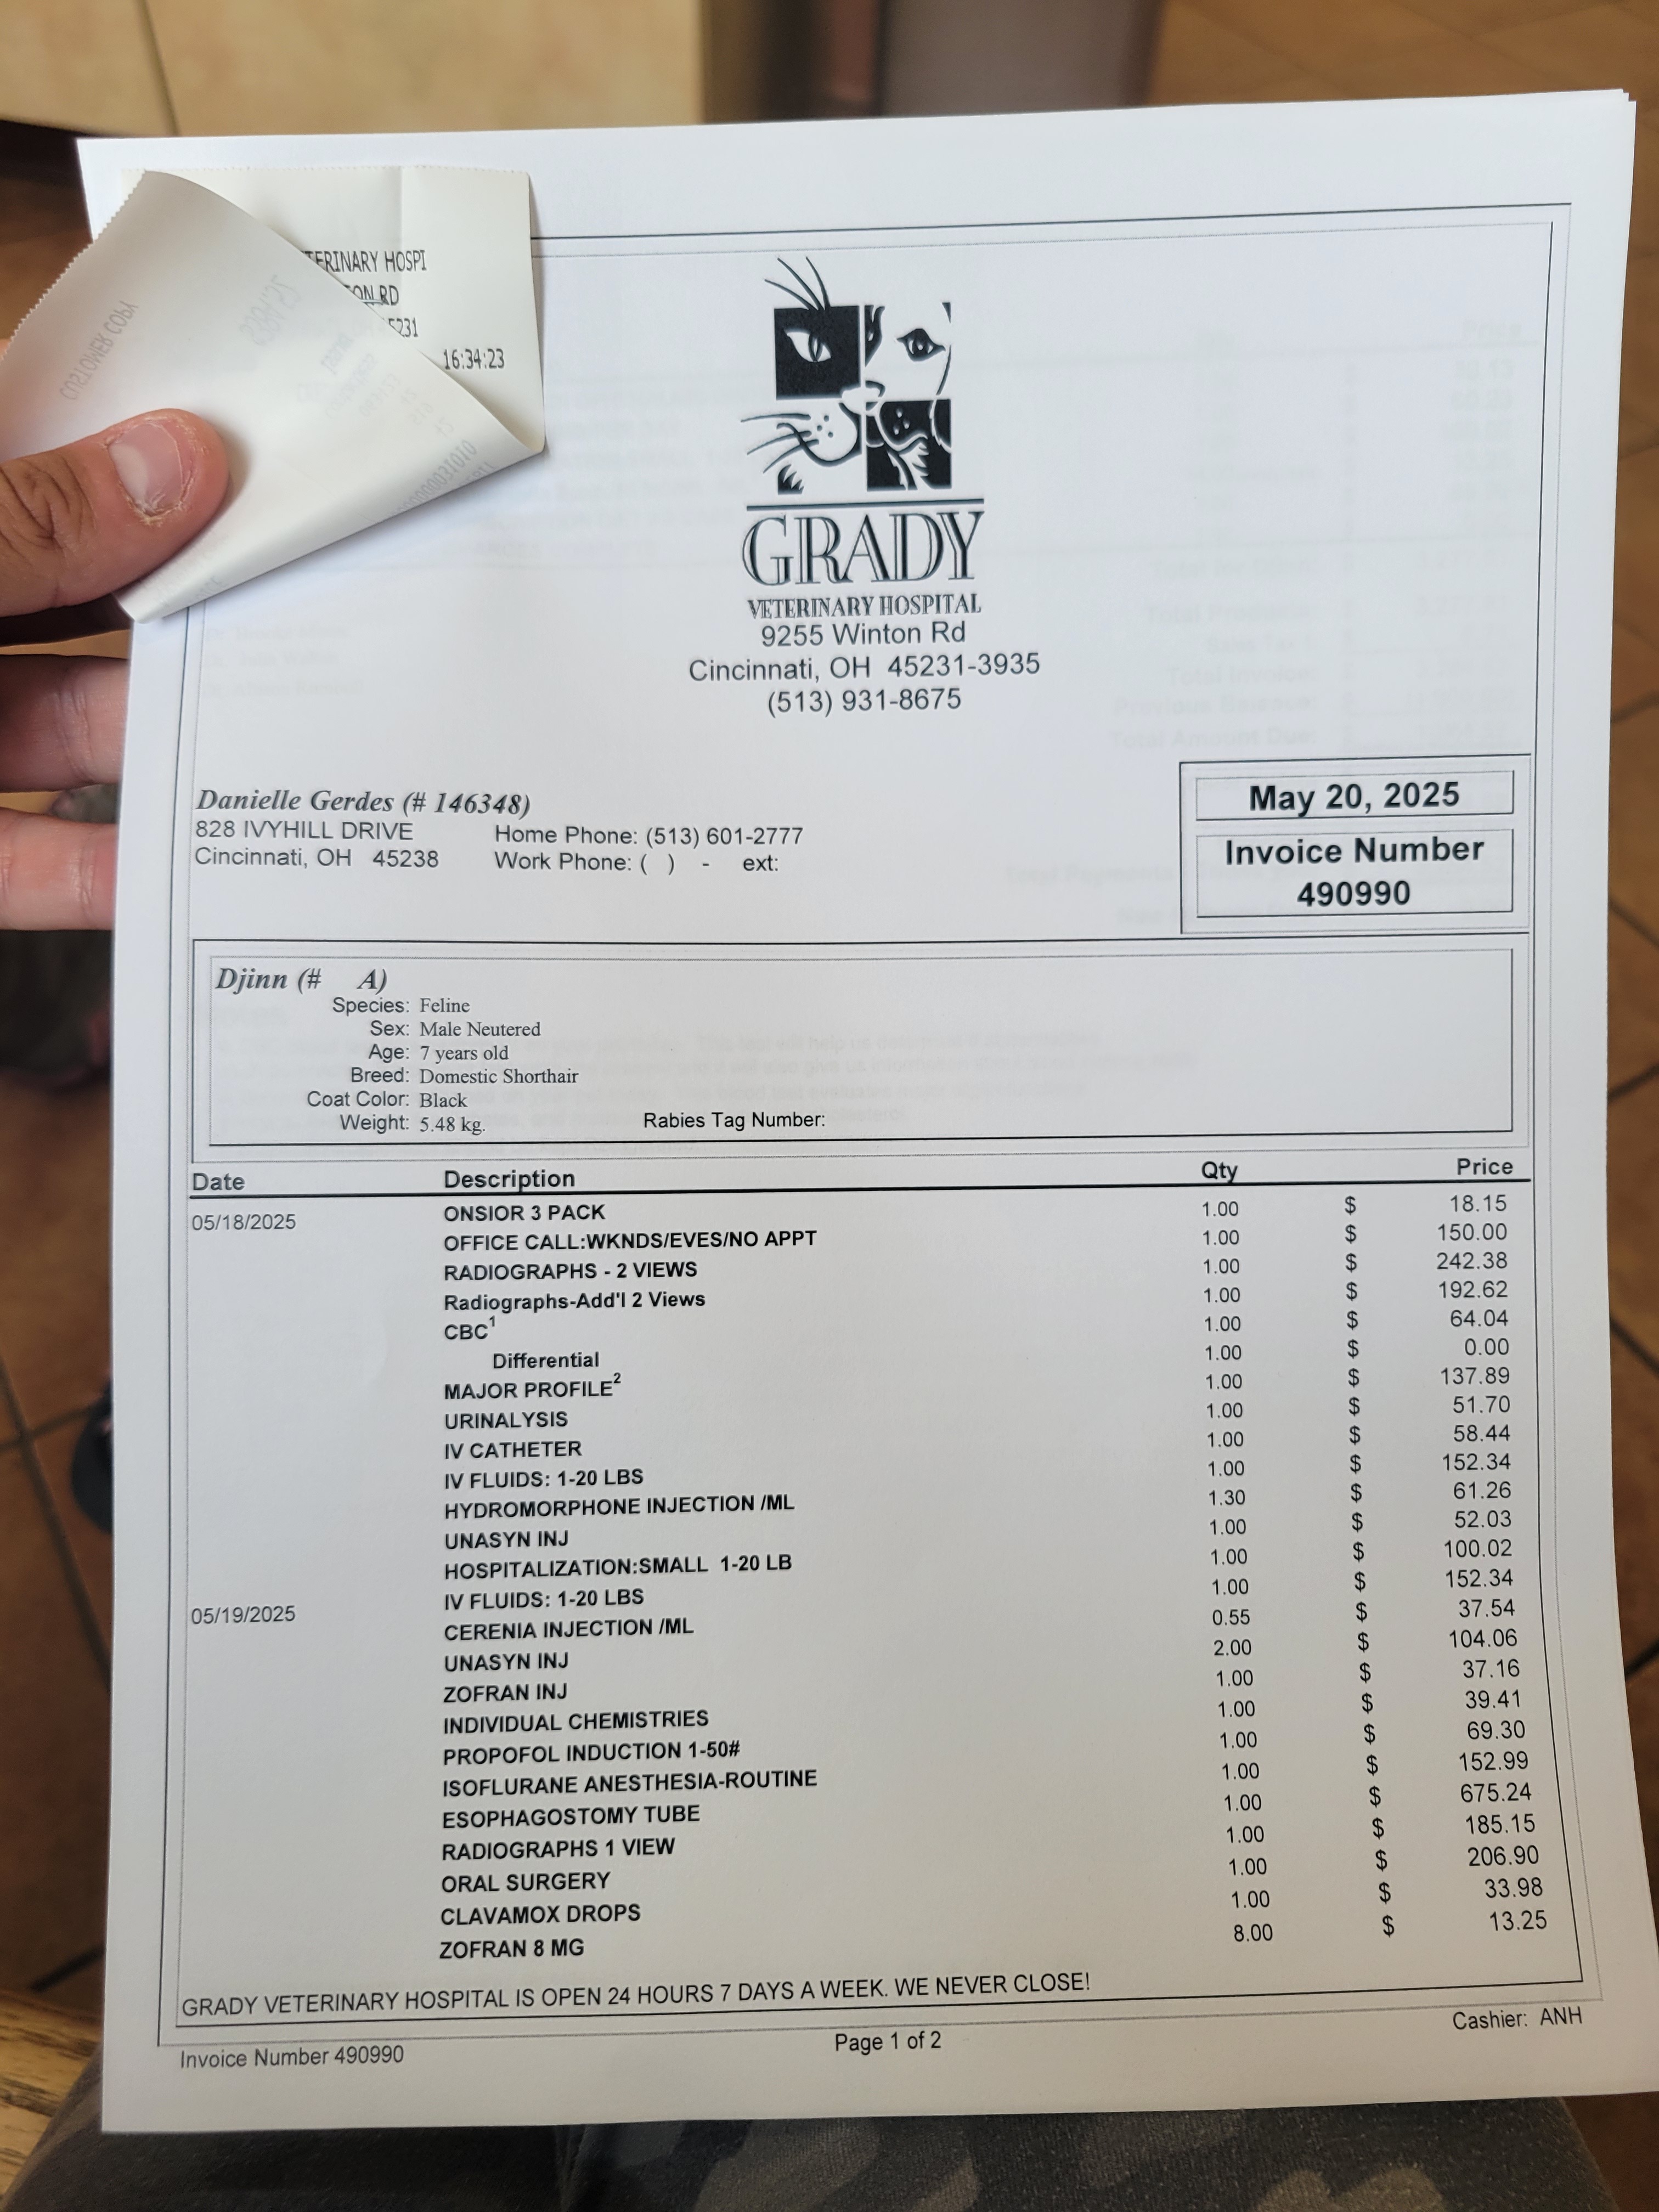 TERINARY HOSPI
ON RD
5231
16:34:23
CUSTOMER COPY
GRADY
VETERINARY HOSPITAL
9255 Winton Rd
Cincinnati, OH 45231-3935
(513) 931-8675
Danielle Gerdes (# 146348)
828 IVYHILL DRIVE Home Phone: (513) 601-2777
Cincinnati, OH 45238 Work Phone: ( ) - ext:
May 20, 2025
Invoice Number
490990
Djinn (# A)
Species: Feline
Sex: Male Neutered
Age: 7 years old
Breed: Domestic Shorthair
Coat Color: Black
Weight: 5.48 kg. Rabies Tag Number:
Date Description Qty Price
05/18/2025 ONSIOR 3 PACK 1.00 $ 18.15
OFFICE CALL:WKNDS/EVES/NO APPT 1.00 $ 150.00
RADIOGRAPHS - 2 VIEWS 1.00 $ 242.38
Radiographs-Add'l 2 Views 1.00 $ 192.62
CBC¹ 1.00 $ 64.04
Differential 1.00 $ 0.00
MAJOR PROFILE² 1.00 $ 137.89
URINALYSIS 1.00 $ 51.70
IV CATHETER 1.00 $ 58.44
IV FLUIDS: 1-20 LBS 1.00 $ 152.34
HYDROMORPHONE INJECTION /ML 1.30 $ 61.26
UNASYN INJ 1.00 $ 52.03
HOSPITALIZATION:SMALL 1-20 LB 1.00 $ 100.02
05/19/2025 IV FLUIDS: 1-20 LBS 1.00 $ 152.34
CERENIA INJECTION /ML 0.55 $ 37.54
UNASYN INJ 2.00 $ 104.06
ZOFRAN INJ 1.00 $ 37.16
INDIVIDUAL CHEMISTRIES 1.00 $ 39.41
PROPOFOL INDUCTION 1-50# 1.00 $ 69.30
ISOFLURANE ANESTHESIA-ROUTINE 1.00 $ 152.99
ESOPHAGOSTOMY TUBE 1.00 $ 675.24
RADIOGRAPHS 1 VIEW 1.00 $ 185.15
ORAL SURGERY 1.00 $ 206.90
CLAVAMOX DROPS 1.00 $ 33.98
ZOFRAN 8 MG 8.00 $ 13.25
GRADY VETERINARY HOSPITAL IS OPEN 24 HOURS 7 DAYS A WEEK. WE NEVER CLOSE!
Invoice Number 490990 Page 1 of 2 Cashier: ANH